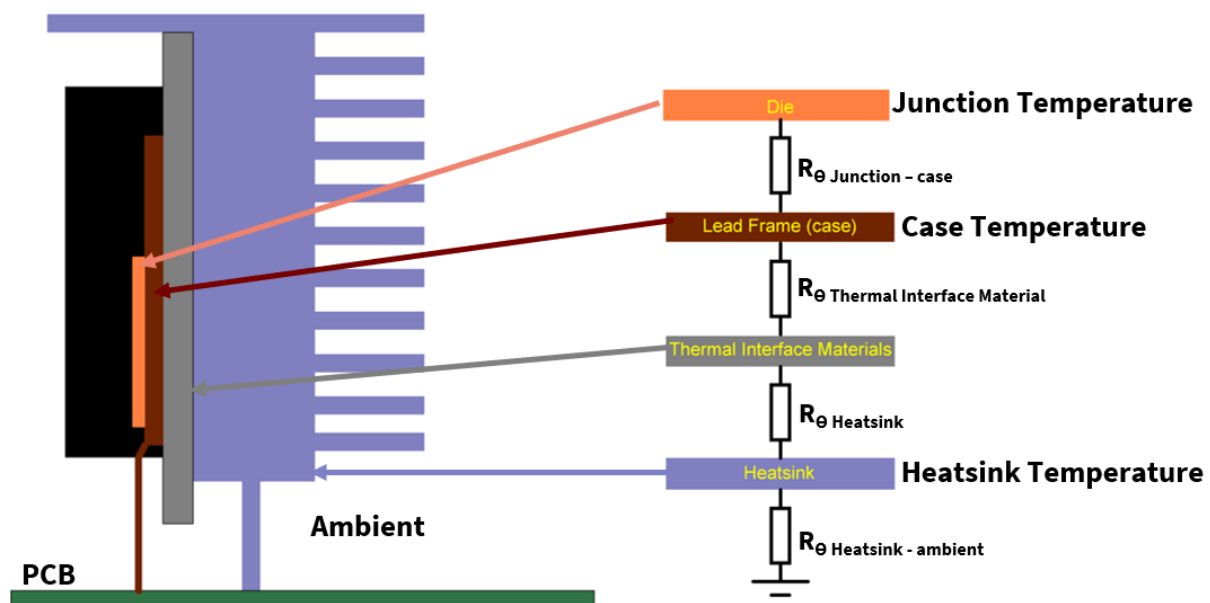 Die
Junction Temperature
RΘ Junction – case
Lead Frame (case)
Case Temperature
RΘ Thermal Interface Material
Thermal Interface Materials
RΘ Heatsink
Heatsink
Heatsink Temperature
Ambient
RΘ Heatsink - ambient
PCB